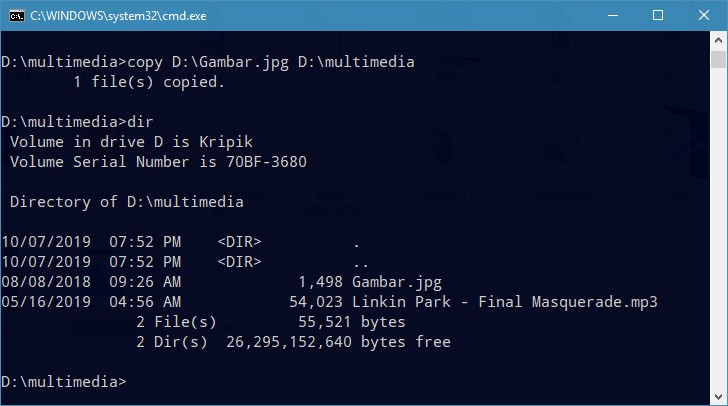 C:\WINDOWS\system32\cmd.exe
D:\multimedia>copy D:\Gambar.jpg D:\multimedia
        1 file(s) copied.
D:\multimedia>dir
 Volume in drive D is Kripik
 Volume Serial Number is 70BF-3680
 Directory of D:\multimedia
10/07/2019  07:52 PM    <DIR>          .
10/07/2019  07:52 PM    <DIR>          ..
08/08/2018  09:26 AM             1,498 Gambar.jpg
05/16/2019  04:56 AM            54,023 Linkin Park - Final Masquerade.mp3
               2 File(s)         55,521 bytes
               2 Dir(s)  26,295,152,640 bytes free
D:\multimedia>